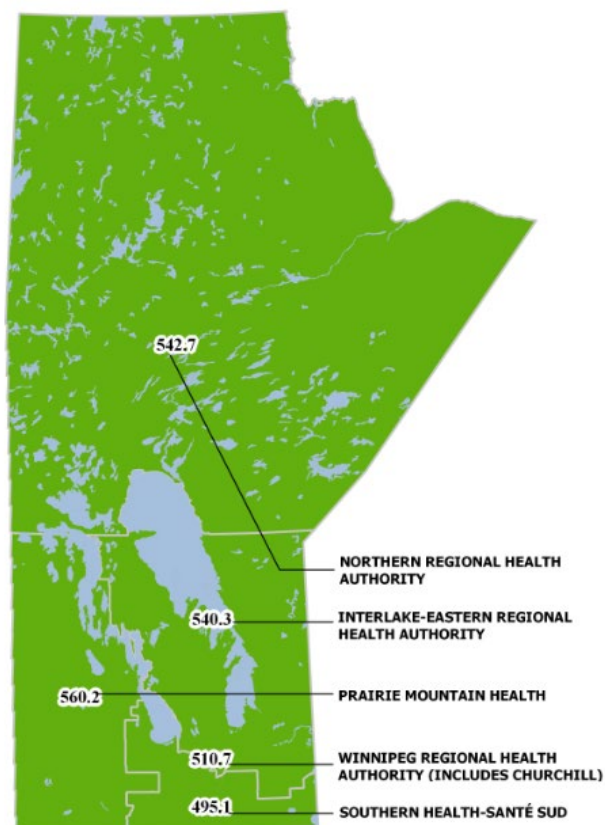 542.7
NORTHERN REGIONAL HEALTH
AUTHORITY
540.3
INTERLAKE-EASTERN REGIONAL
HEALTH AUTHORITY
560.2
PRAIRIE MOUNTAIN HEALTH
510.7
WINNIPEG REGIONAL HEALTH
AUTHORITY (INCLUDES CHURCHILL)
495.1
SOUTHERN HEALTH-SANTÉ SUD